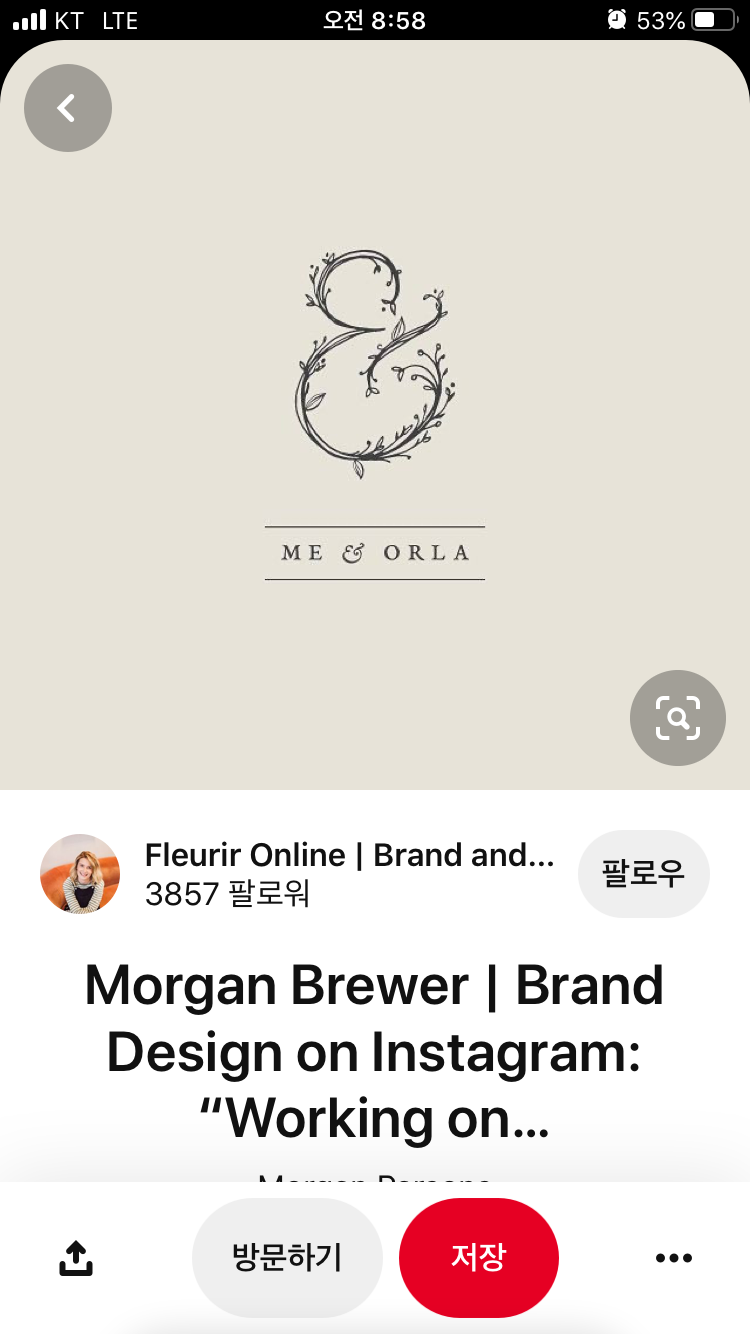 KT LTE 오전 8:58 53%
ME & ORLA
Fleurir Online | Brand and...
3857 팔로워
팔로우
Morgan Brewer | Brand
Design on Instagram:
“Working on...
방문하기
저장